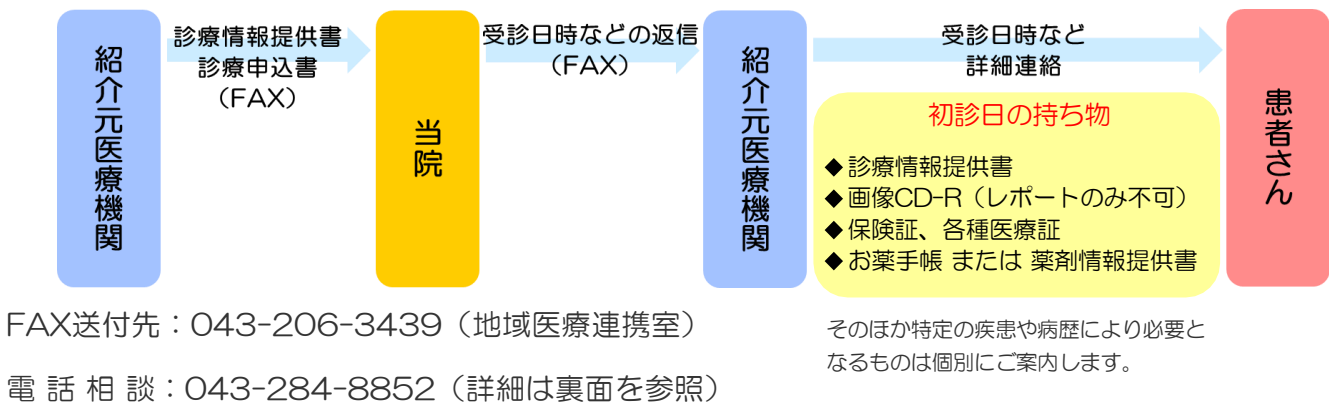 紹介元医療機関
診療情報提供書
診療申込書
（FAX）
当院
受診日時などの返信
（FAX）
紹介元医療機関
受診日時など
詳細連絡
初診日の持ち物
◆診療情報提供書
◆画像CD-R（レポートのみ不可）
◆保険証、各種医療証
◆お薬手帳 または 薬剤情報提供書
患者さん
FAX送付先：043-206-3439（地域医療連携室）
電 話 相 談：043-284-8852（詳細は裏面を参照）
そのほか特定の疾患や病歴により必要と
なるものは個別にご案内します。